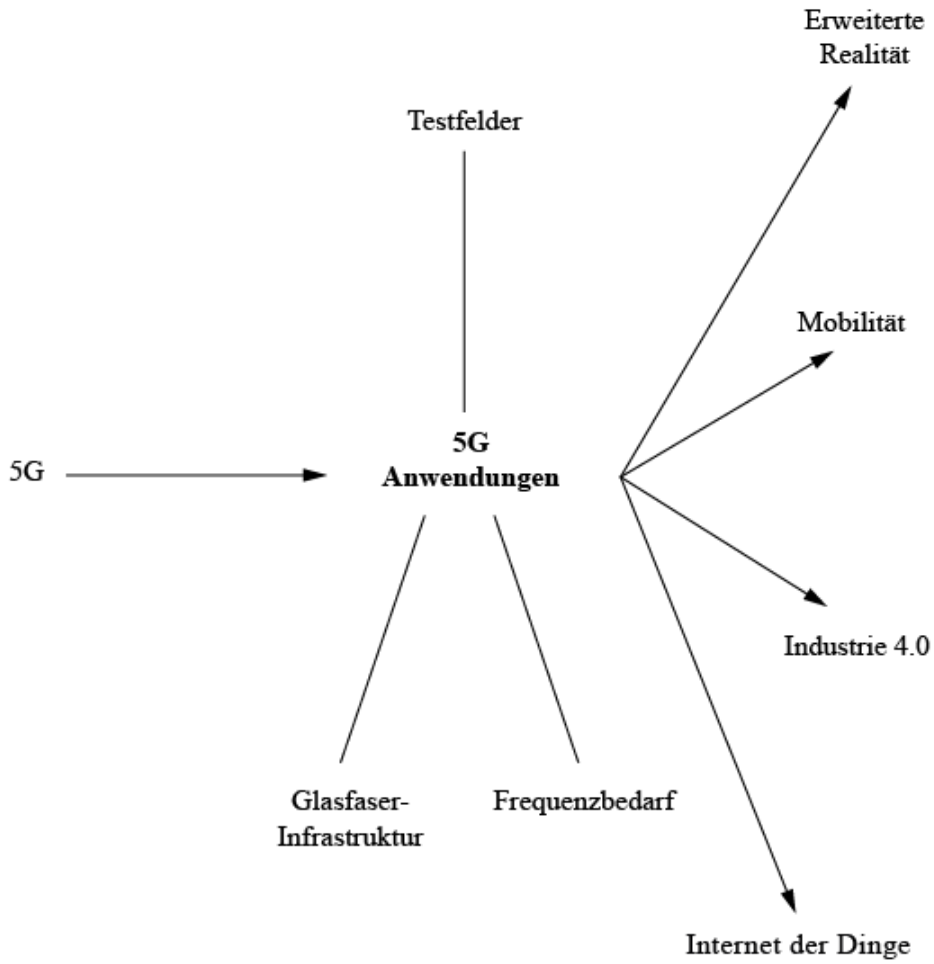 Erweiterte
Realität
Testfelder
Mobilität
5G
5G
Anwendungen
Industrie 4.0
Glasfaser-
Infrastruktur
Frequenzbedarf
Internet der Dinge